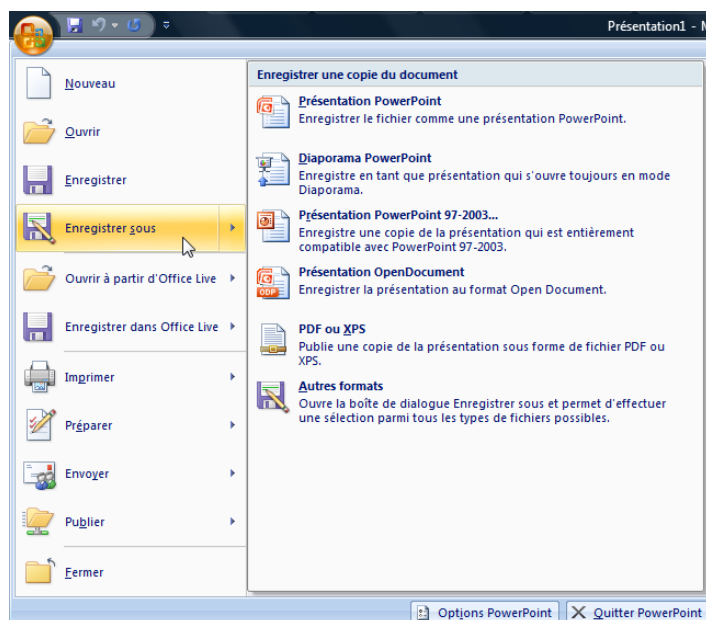 Présentation1 -
Nouveau
Ouvrir
Enregistrer
Enregistrer sous
Ouvrir à partir d'Office Live
Enregistrer dans Office Live
Imprimer
Préparer
Envoyer
Publier
Fermer
Enregistrer une copie du document
Présentation PowerPoint
Enregistrer le fichier comme une présentation PowerPoint.
Diaporama PowerPoint
Enregistre en tant que présentation qui s'ouvre toujours en mode
Diaporama.
Présentation PowerPoint 97-2003...
Enregistre une copie de la présentation qui est entièrement
compatible avec PowerPoint 97-2003.
Présentation OpenDocument
Enregistrer la présentation au format Open Document.
ODP
PDF ou XPS
Publie une copie de la présentation sous forme de fichier PDF ou
XPS.
Autres formats
Ouvre la boîte de dialogue Enregistrer sous et permet d'effectuer
une sélection parmi tous les types de fichiers possibles.
Options PowerPoint
Quitter PowerPoint